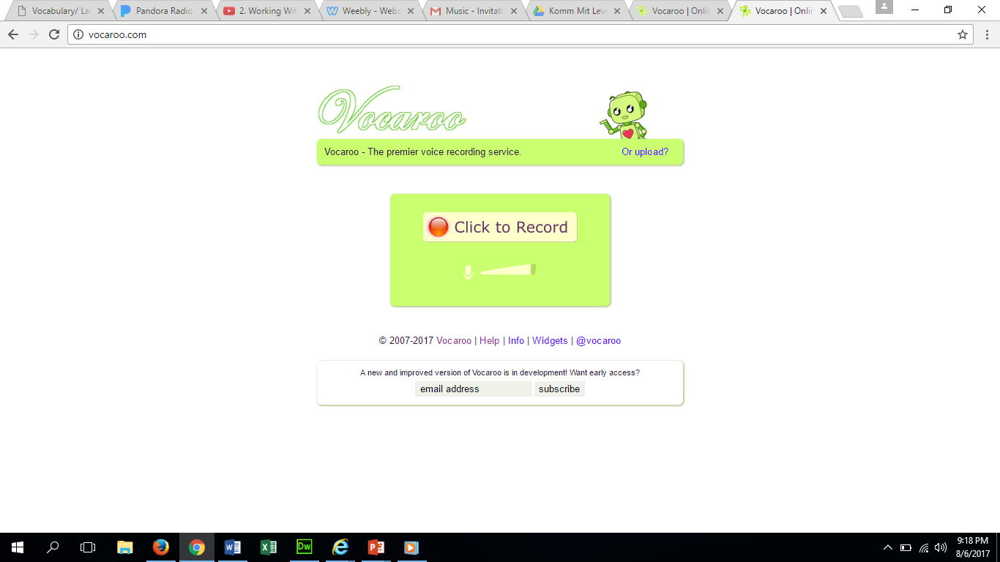 Vocabulary/ Lal
Pandora Radio
2. Working Wit
Weebly - Webs
Music - Invitati
Komm Mit Leve
Vocaroo | Onlin
Vocaroo | Onlin
vocaroo.com
Vocaroo
Vocaroo - The premier voice recording service.
Or upload?
Click to Record
© 2007-2017 Vocaroo | Help | Info | Widgets | @vocaroo
A new and improved version of Vocaroo is in development! Want early access?
email address subscribe
9:18 PM
8/6/2017